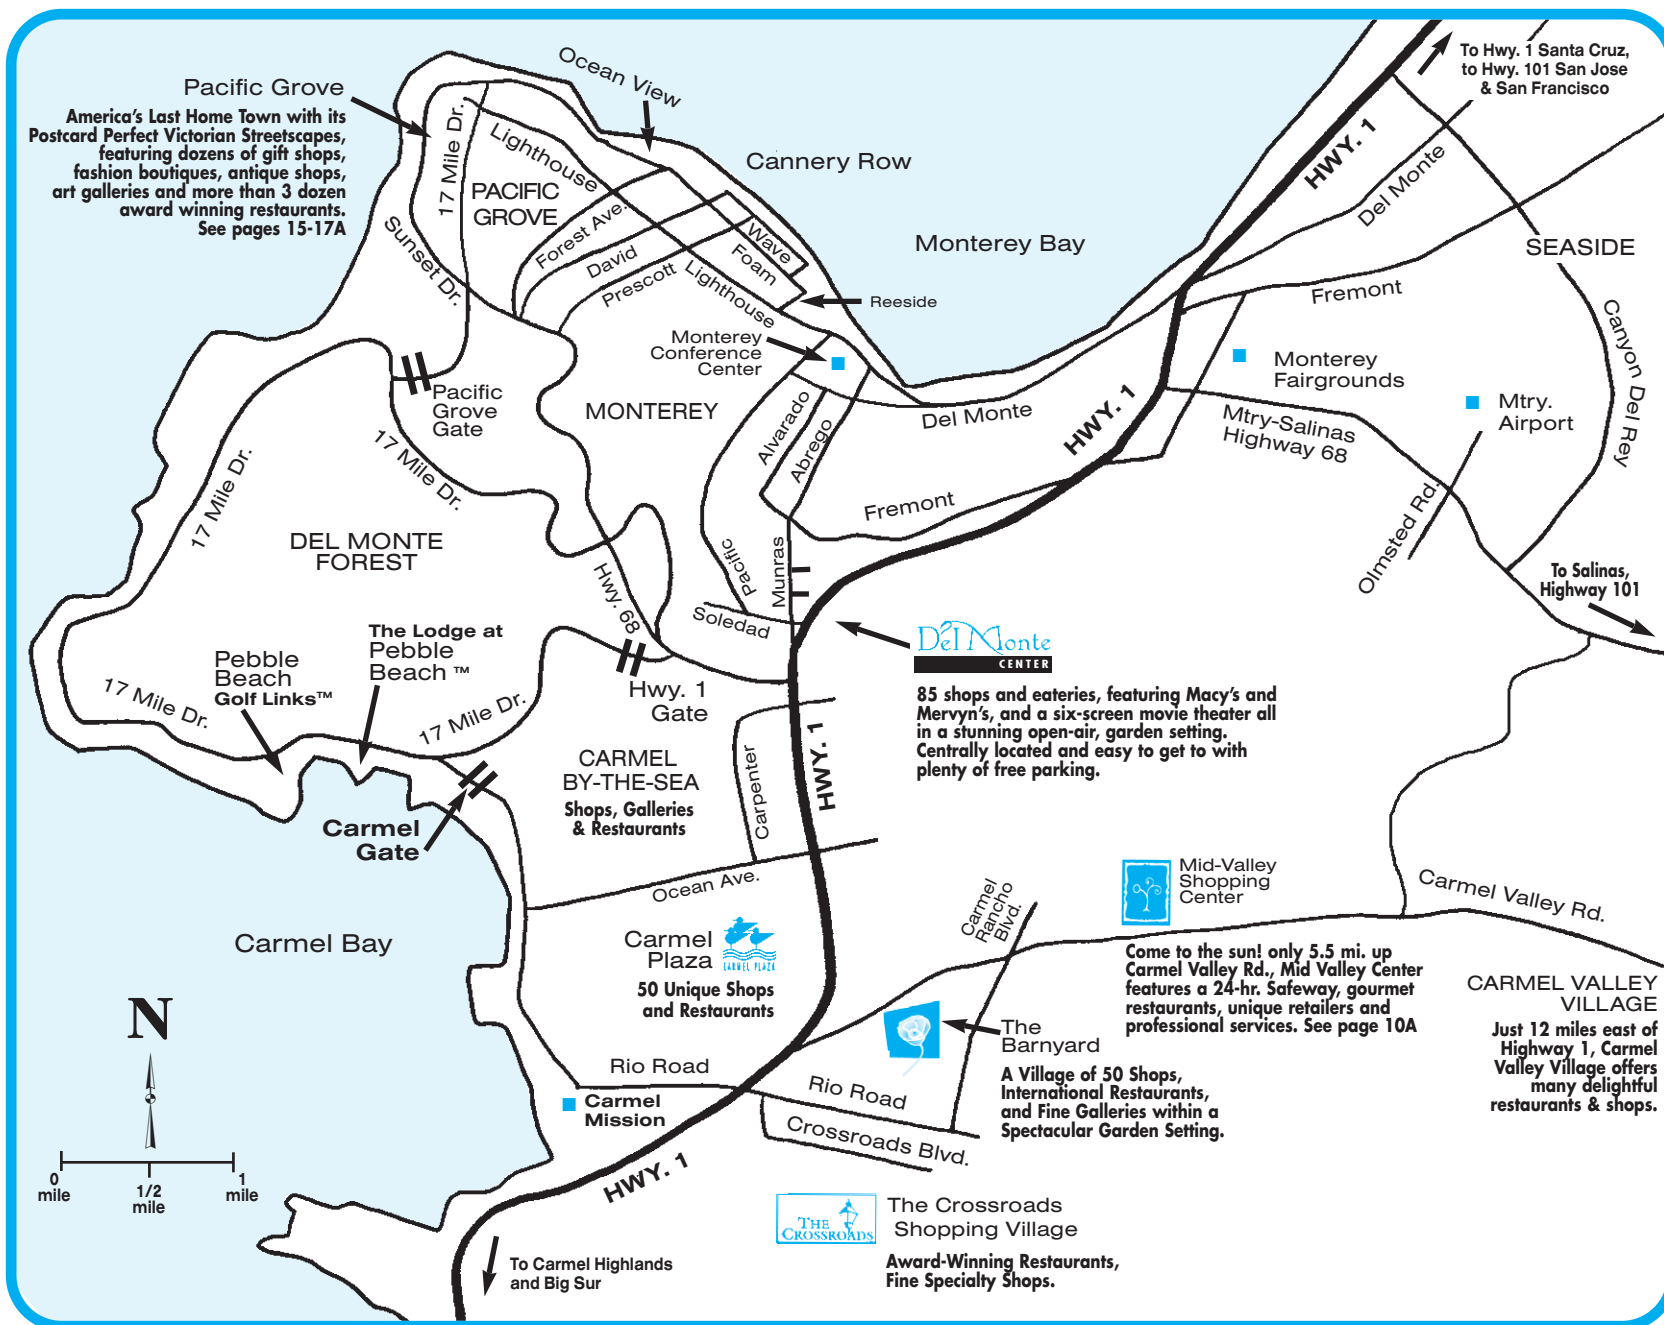 Pacific Grove
America's Last Home Town with its
Postcard Perfect Victorian Streetscapes,
featuring dozens of gift shops,
fashion boutiques, antique shops,
art galleries and more than 3 dozen
award winning restaurants.
See pages 15-17A
Ocean View
Cannery Row
Monterey Bay
To Hwy. 1 Santa Cruz,
to Hwy. 101 San Jose
& San Francisco
HWY. 1
Del Monte
SEASIDE
Fremont
Canyon Del Rey
17 Mile Dr.
Lighthouse
PACIFIC
GROVE
Sunset Dr.
Forest Ave.
David
Prescott
Wave
Foam
Lighthouse
Reeside
Monterey
Conference
Center
Monterey
Fairgrounds
Mtry.
Airport
Mtry-Salinas
Highway 68
Olmsted Rd.
To Salinas,
Highway 101
Pacific
Grove
Gate
MONTEREY
Alvarado
Abrego
Del Monte
HWY. 1
Fremont
17 Mile Dr.
17 Mile Dr.
DEL MONTE
FOREST
Pacific
Munras
Hwy. 68
Soledad
Del Monte
CENTER
85 shops and eateries, featuring Macy's and
Mervyn's, and a six-screen movie theater all
in a stunning open-air, garden setting.
Centrally located and easy to get to with
plenty of free parking.
The Lodge at
Pebble
Beach ™
Pebble
Beach
Golf Links™
17 Mile Dr.
17 Mile Dr.
Hwy. 1
Gate
CARMEL
BY-THE-SEA
Shops, Galleries
& Restaurants
Carpenter
HWY. 1
Carmel
Gate
Ocean Ave.
Carmel Bay
Carmel
Plaza
CARMEL PLAZA
50 Unique Shops
and Restaurants
Carmel
Rancho
Blvd.
Mid-Valley
Shopping
Center
Come to the sun! only 5.5 mi. up
Carmel Valley Rd., Mid Valley Center
features a 24-hr. Safeway, gourmet
restaurants, unique retailers and
professional services. See page 10A
Carmel Valley Rd.
CARMEL VALLEY
VILLAGE
Just 12 miles east of
Highway 1, Carmel
Valley Village offers
many delightful
restaurants & shops.
The
Barnyard
A Village of 50 Shops,
International Restaurants,
and Fine Galleries within a
Spectacular Garden Setting.
Rio Road
Rio Road
Carmel
Mission
Crossroads Blvd.
HWY. 1
N
0
mile
1/2
mile
1
mile
THE
CROSSROADS
The Crossroads
Shopping Village
Award-Winning Restaurants,
Fine Specialty Shops.
To Carmel Highlands
and Big Sur